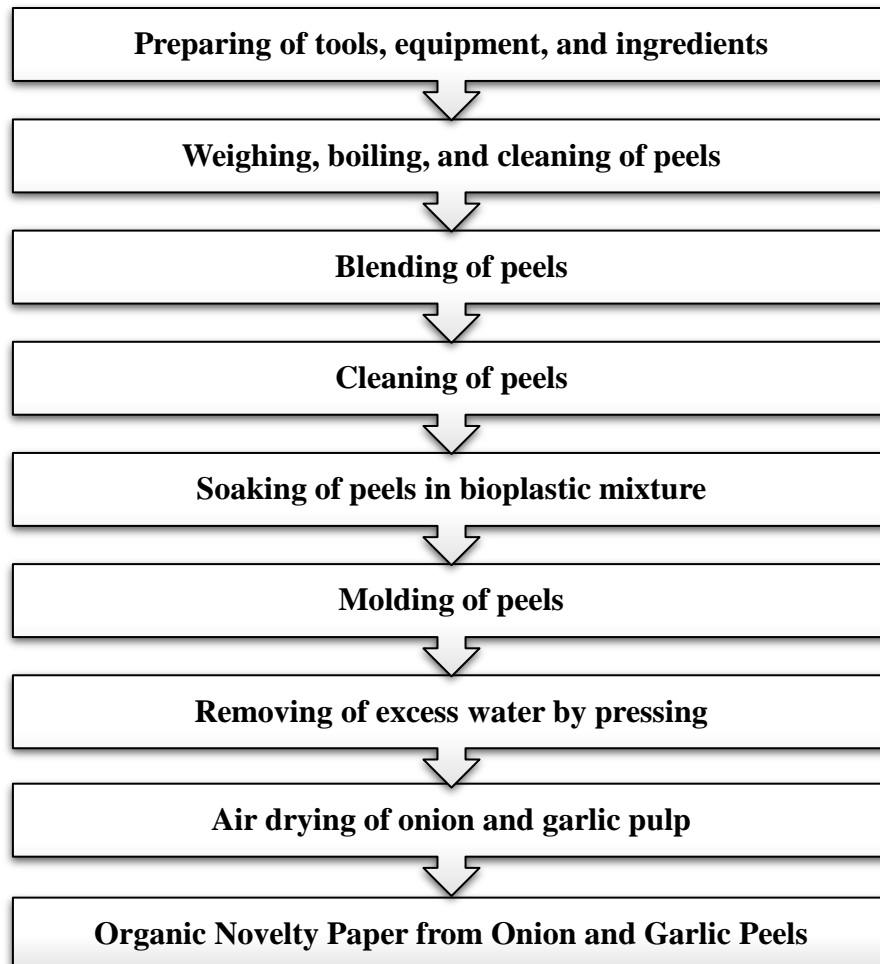 Preparing of tools, equipment, and ingredients
Weighing, boiling, and cleaning of peels
Blending of peels
Cleaning of peels
Soaking of peels in bioplastic mixture
Molding of peels
Removing of excess water by pressing
Air drying of onion and garlic pulp
Organic Novelty Paper from Onion and Garlic Peels